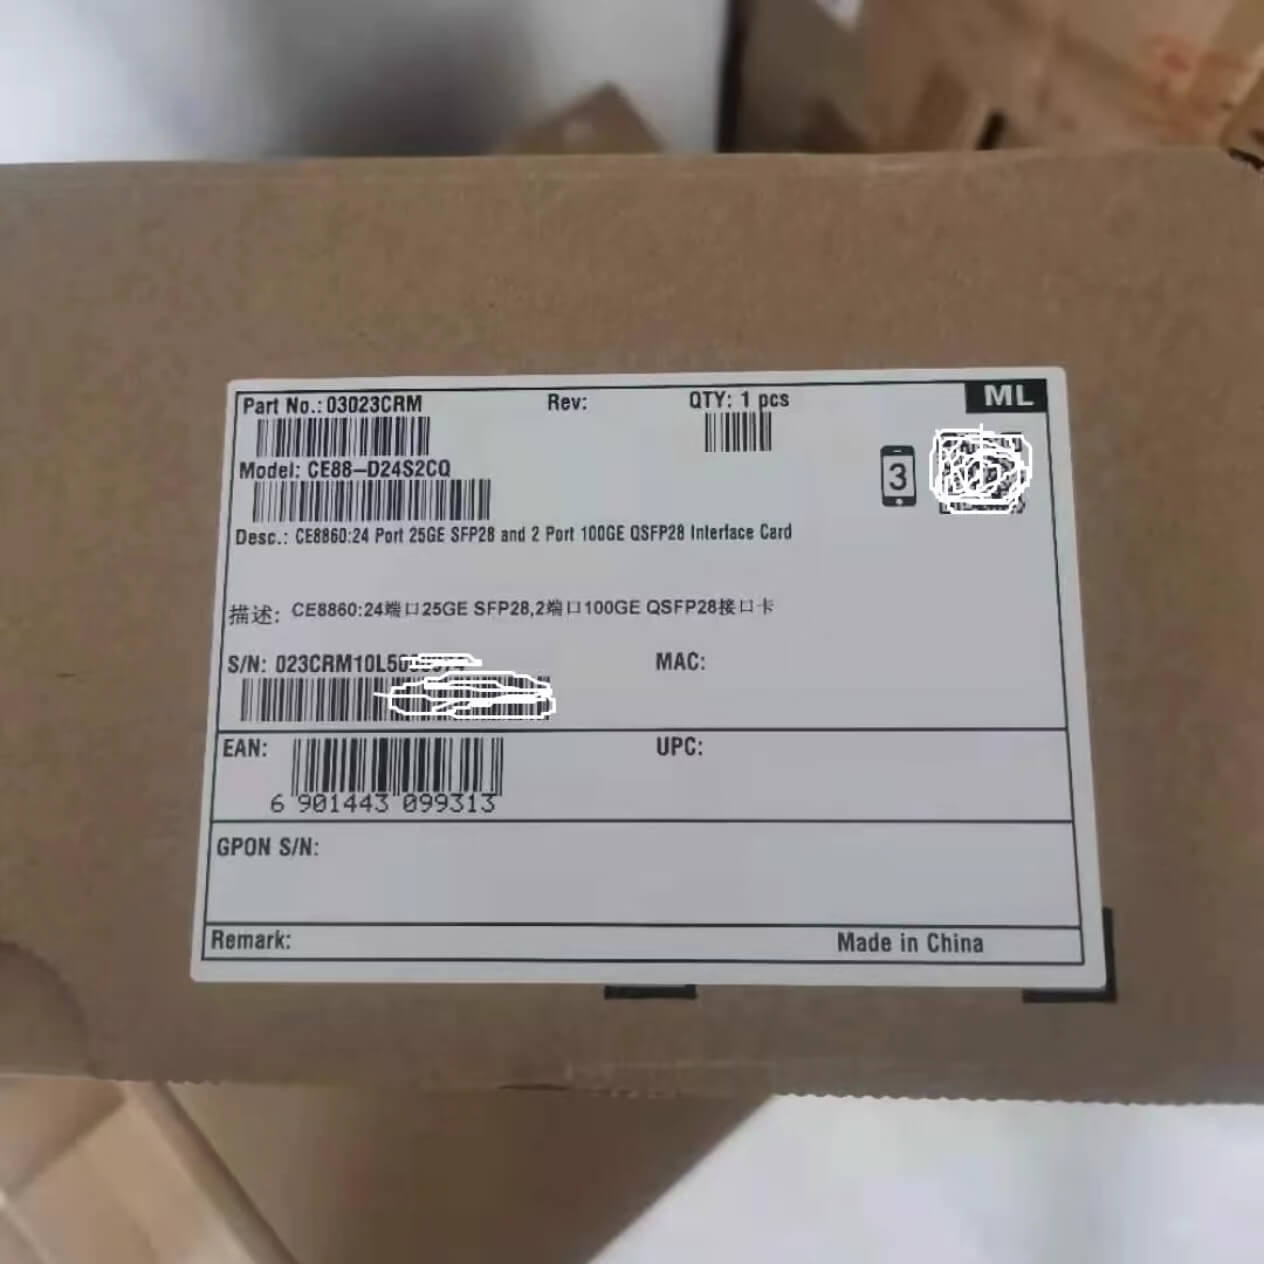 Part No.: 03023CRM Rev: QTY: 1 pcs ML
Model: CE88-D24S2CQ
3
Desc.: CE8860:24 Port 25GE SFP28 and 2 Port 100GE QSFP28 Interface Card
描述: CE8860:24端口25GE SFP28,2端口100GE QSFP28接口卡
S/N: MAC:
EAN: UPC:
6 901443 099313
GPON S/N:
Remark: Made in China